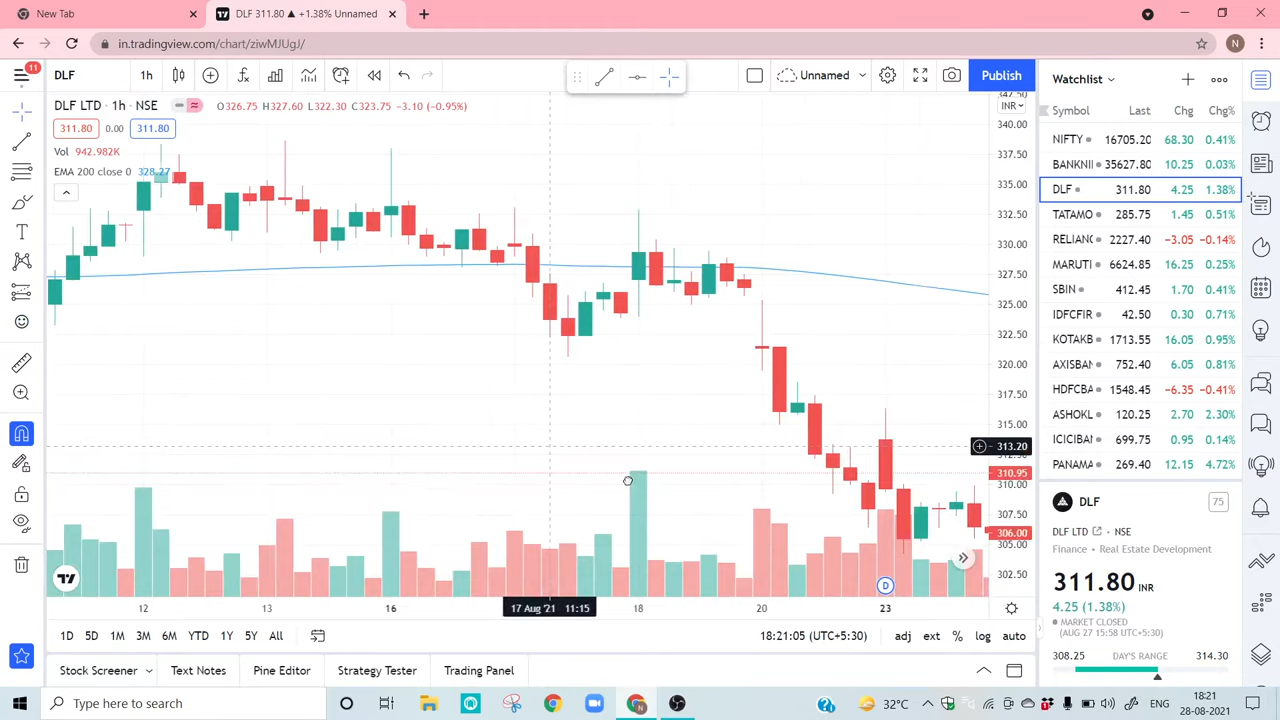 New Tab
DLF 311.80 ▲ +1.38% Unnamed
in.tradingview.com/chart/ziwMJUgJ/
N
11
DLF
1h
Unnamed
Publish
Watchlist
DLF LTD · 1h · NSE
O326.75 H327.60 L322.30 C323.75 −3.10 (−0.95%)
311.80 0.00 311.80
Vol 942.982K
EMA 200 close 0 328.27
INR
340.00
337.50
335.00
332.50
330.00
327.50
325.00
322.50
320.00
317.50
315.00
313.20
310.95
310.00
307.50
306.00
305.00
302.50
Symbol Last Chg Chg%
NIFTY 16705.20 68.30 0.41%
BANKNI 35627.80 10.25 0.03%
DLF 311.80 4.25 1.38%
TATAMO 285.75 1.45 0.51%
RELIANC 2227.40 −3.05 −0.14%
MARUTI 6624.85 16.25 0.25%
SBIN 412.45 1.70 0.41%
IDFCFIR 42.50 0.30 0.71%
KOTAKB 1713.55 16.05 0.95%
AXISBAN 752.40 6.05 0.81%
HDFCBA 1548.45 −6.35 −0.41%
ASHOKL 120.25 2.70 2.30%
ICICIBAN 699.75 0.95 0.14%
PANAMA 269.40 12.15 4.72%
DLF 75
DLF LTD · NSE
Finance · Real Estate Development
311.80 INR
4.25 (1.38%)
MARKET CLOSED
(AUG 27 15:58 UTC+5:30)
308.25 DAY'S RANGE 314.30
D
12 13 16 17 Aug '21 11:15 18 20 23
1D 5D 1M 3M 6M YTD 1Y 5Y All
18:21:05 (UTC+5:30) adj ext % log auto
Stock Screener Text Notes Pine Editor Strategy Tester Trading Panel
Type here to search
32°C
ENG
18:21
28-08-2021